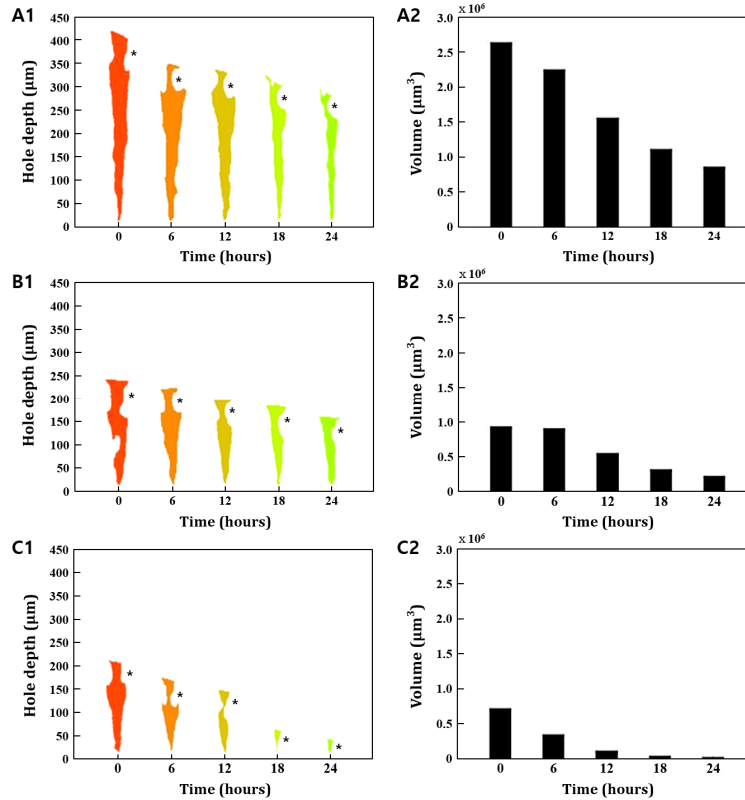 A1
450
400
350
300
250
200
150
100
50
0
Hole depth (μm)
* * * * *
0 6 12 18 24
Time (hours)
A2
x 10⁶
3.0
2.5
2.0
1.5
1.0
0.5
0
Volume (μm³)
0 6 12 18 24
Time (hours)
B1
450
400
350
300
250
200
150
100
50
0
Hole depth (μm)
* * * * *
0 6 12 18 24
Time (hours)
B2
x 10⁶
3.0
2.5
2.0
1.5
1.0
0.5
0
Volume (μm³)
0 6 12 18 24
Time (hours)
C1
450
400
350
300
250
200
150
100
50
0
Hole depth (μm)
* * * * *
0 6 12 18 24
Time (hours)
C2
x 10⁶
3.0
2.5
2.0
1.5
1.0
0.5
0
Volume (μm³)
0 6 12 18 24
Time (hours)